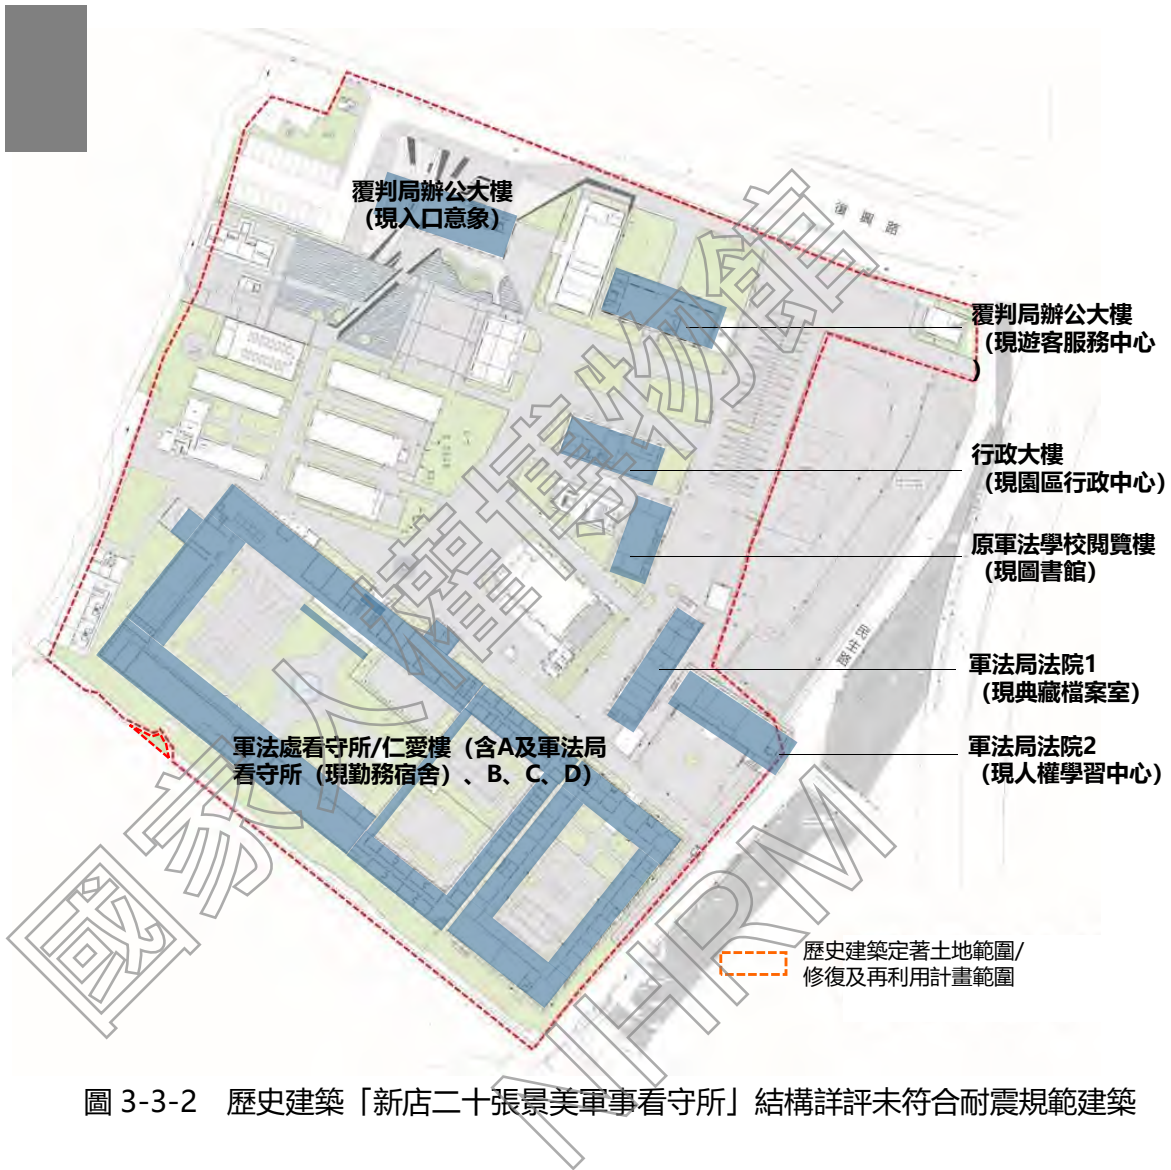 復興路
覆判局辦公大樓
(現入口意象)
覆判局辦公大樓
(現遊客服務中心
)
行政大樓
(現園區行政中心)
原軍法學校閱覽樓
(現圖書館)
民生路
軍法局法院1
(現典藏檔案室)
軍法處看守所/仁愛樓(含A及軍法局
看守所(現勤務宿舍)、B、C、D)
軍法局法院2
(現人權學習中心)
歷史建築定著土地範圍/
修復及再利用計畫範圍
國家人權博物館
NHRM
圖 3-3-2 歷史建築「新店二十張景美軍事看守所」結構詳評未符合耐震規範建築